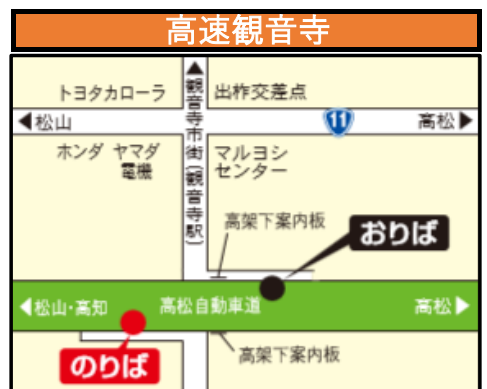 高速観音寺
▲観音寺市街(観音寺駅)
トヨタカローラ
出作交差点
◀松山
11
高松▶
ホンダ ヤマダ
電機
マルヨシ
センター
高架下案内板
おりば
◀松山・高知
高松自動車道
高松▶
のりば
高架下案内板